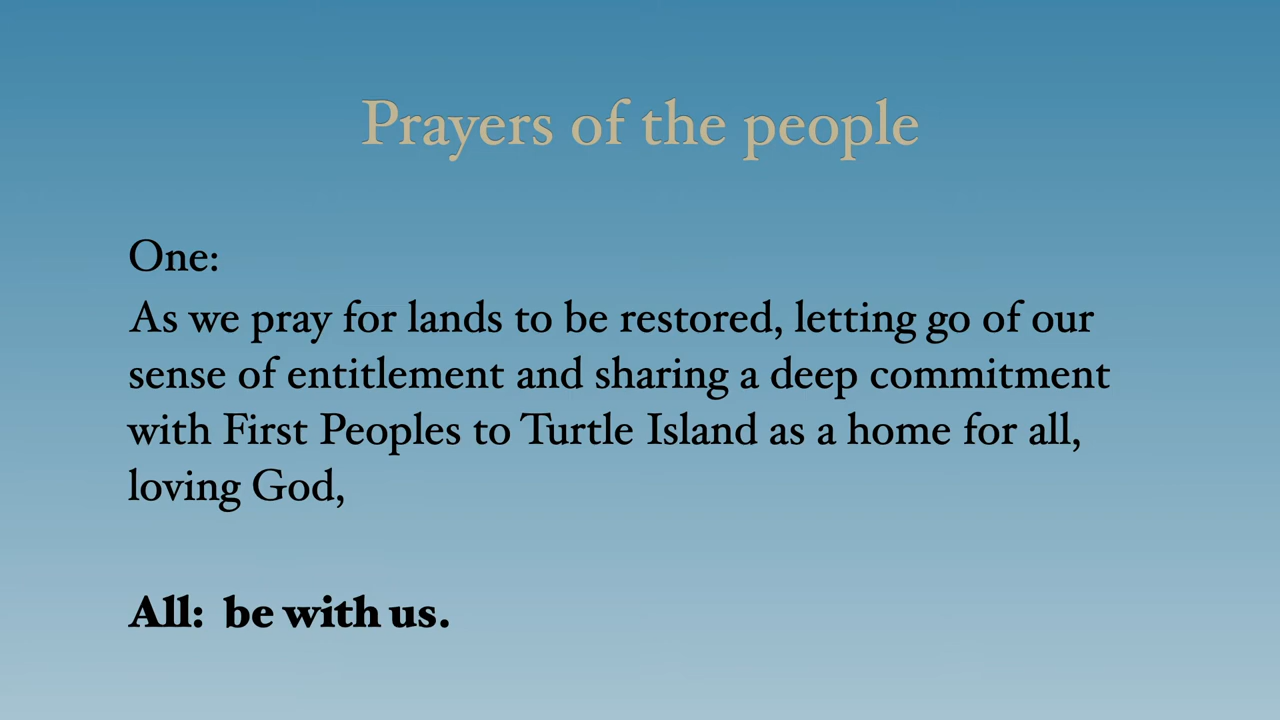 Prayers of the people
One:
As we pray for lands to be restored, letting go of our
sense of entitlement and sharing a deep commitment
with First Peoples to Turtle Island as a home for all,
loving God,
All: be with us.